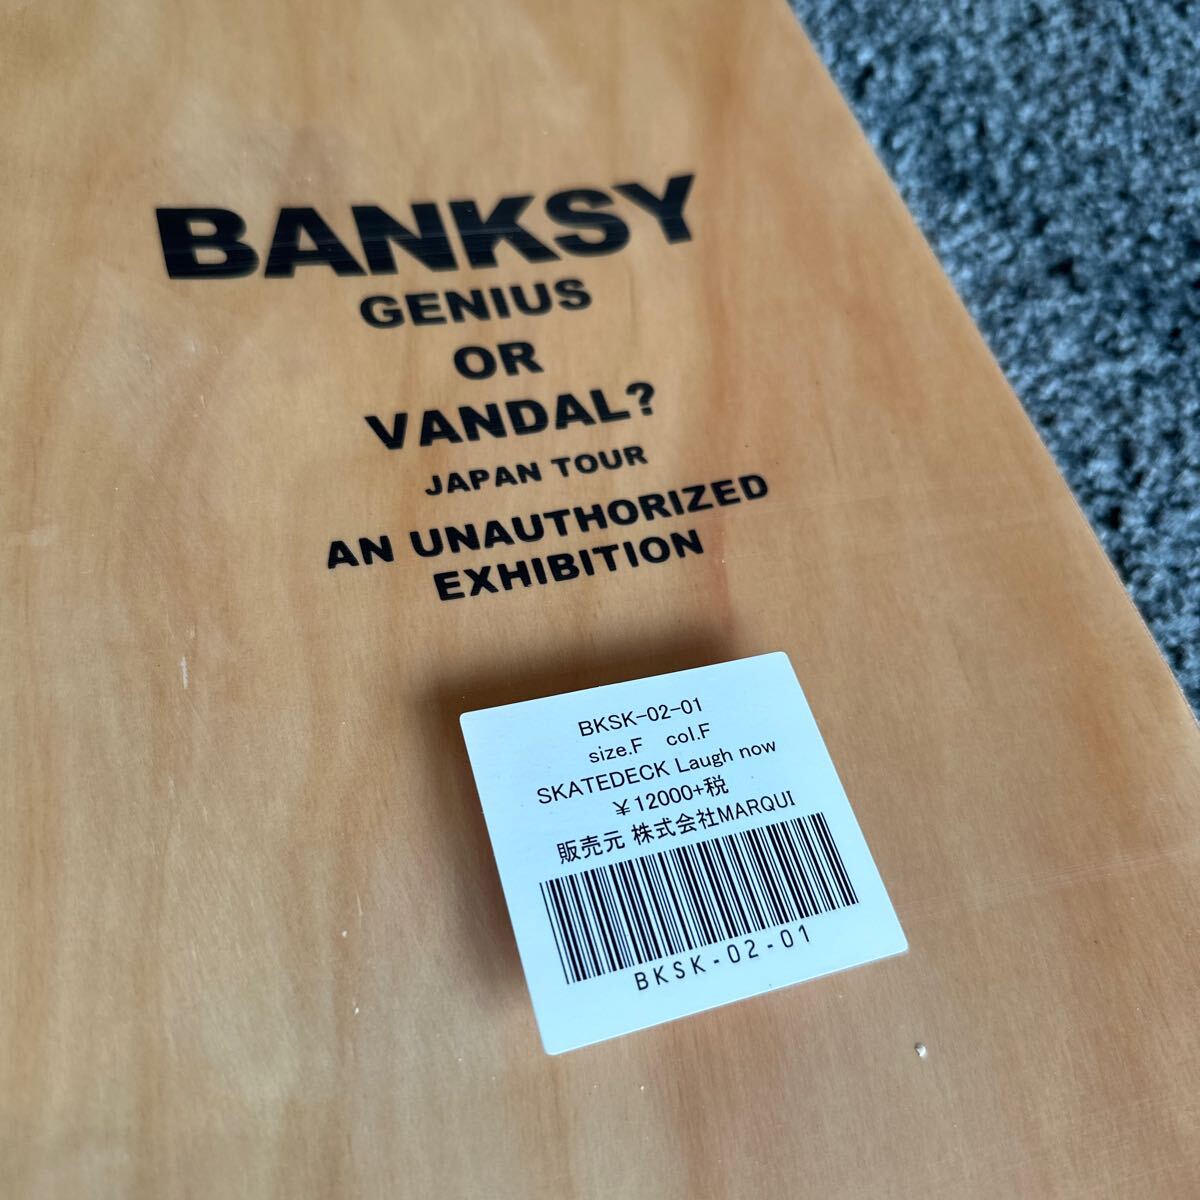 BANKSY
GENIUS
OR
VANDAL?
JAPAN TOUR
AN UNAUTHORIZED
EXHIBITION
BKSK-02-01
size.F col.F
SKATEDECK Laugh now
￥12000+税
販売元 株式会社MARQUI
BKSK-02-01